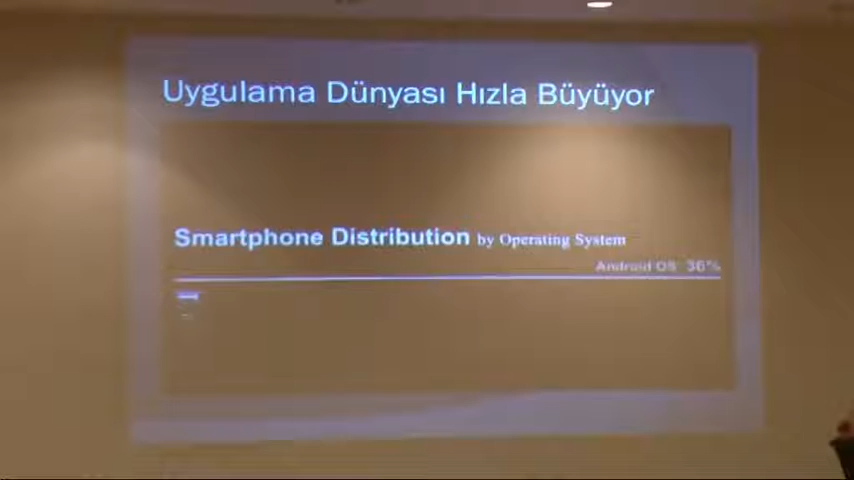 Uygulama Dünyası Hızla Büyüyor
Smartphone Distribution by Operating System
Android OS 36%